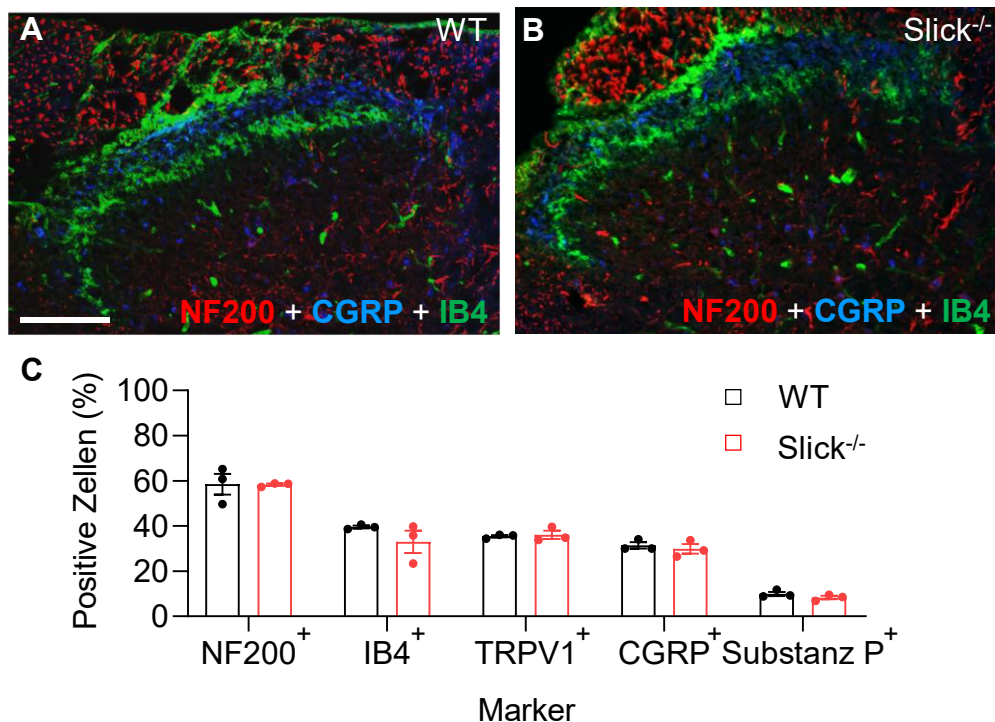 A
WT
NF200 + CGRP + IB4
B
Slick-/-
NF200 + CGRP + IB4
C
Positive Zellen (%)
100
80
60
40
20
0
WT
Slick-/-
NF200+
IB4+
TRPV1+
CGRP+
Substanz P+
Marker